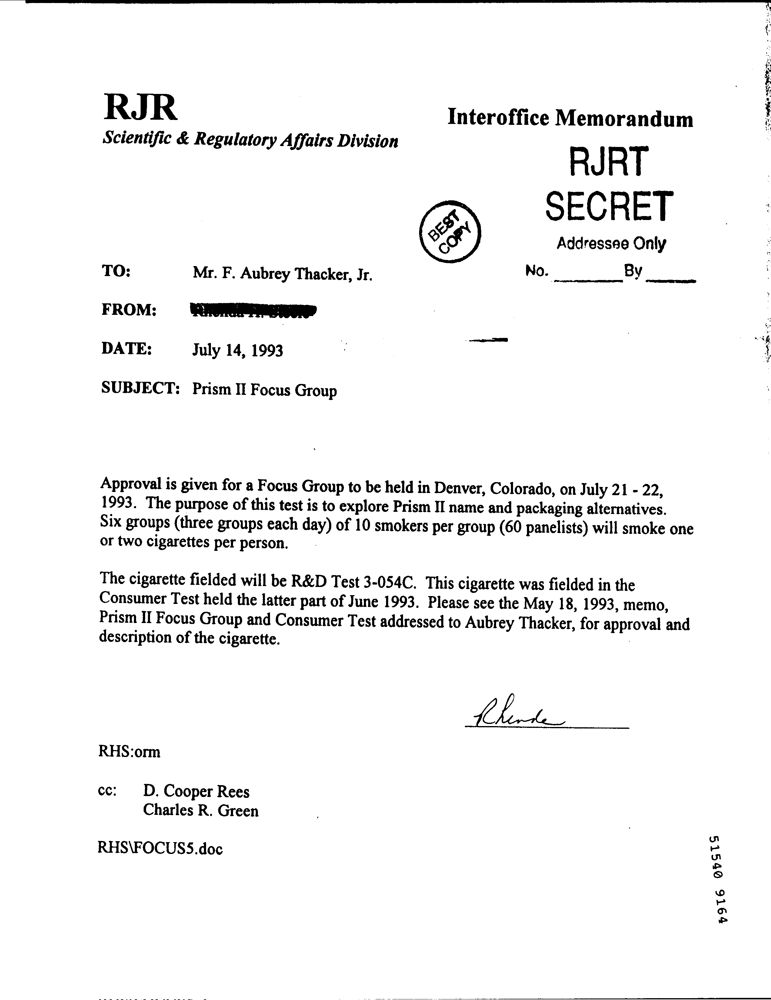 RJR
Scientific & Regulatory Affairs Division
Interoffice Memorandum
RJRT
SECRET
Addressee Only
No. ______By_____
BEST
COPY
TO: Mr. F. Aubrey Thacker, Jr.
FROM:
DATE: July 14, 1993
SUBJECT: Prism II Focus Group
Approval is given for a Focus Group to be held in Denver, Colorado, on July 21 - 22,
1993. The purpose of this test is to explore Prism II name and packaging alternatives.
Six groups (three groups each day) of 10 smokers per group (60 panelists) will smoke one
or two cigarettes per person.
The cigarette fielded will be R&D Test 3-054C. This cigarette was fielded in the
Consumer Test held the latter part of June 1993. Please see the May 18, 1993, memo,
Prism II Focus Group and Consumer Test addressed to Aubrey Thacker, for approval and
description of the cigarette.
Rhonda
RHS:orm
cc: D. Cooper Rees
Charles R. Green
RHS\FOCUS5.doc
51540 9164